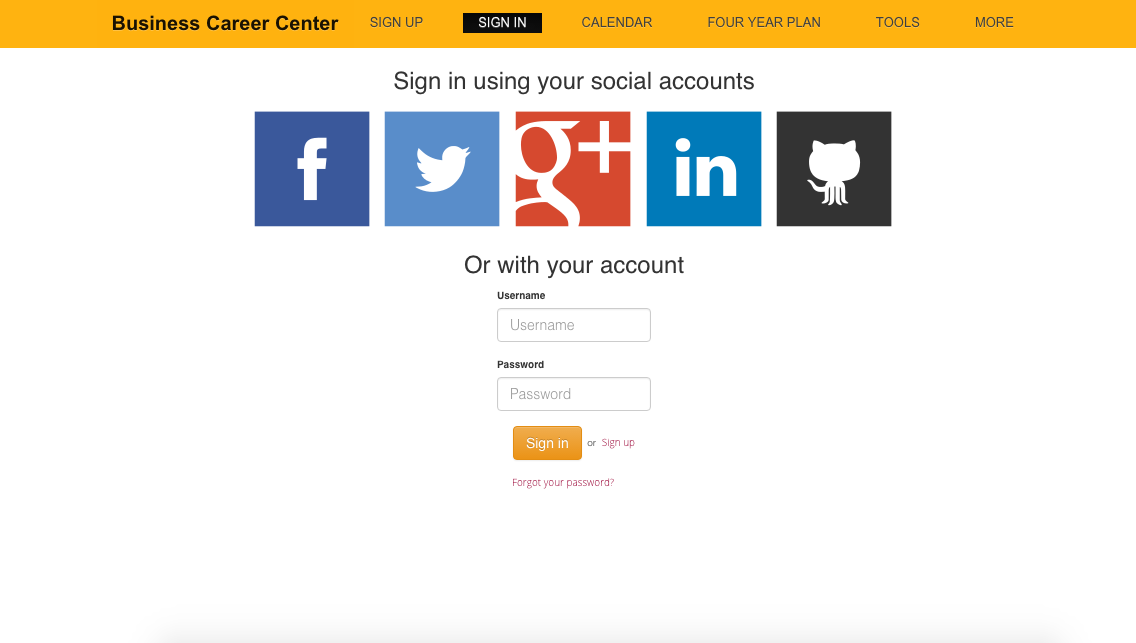 Business Career Center SIGN UP SIGN IN CALENDAR FOUR YEAR PLAN TOOLS MORE
Sign in using your social accounts
f g+ in
Or with your account
Username
Username
Password
Password
Sign in or Sign up
Forgot your password?